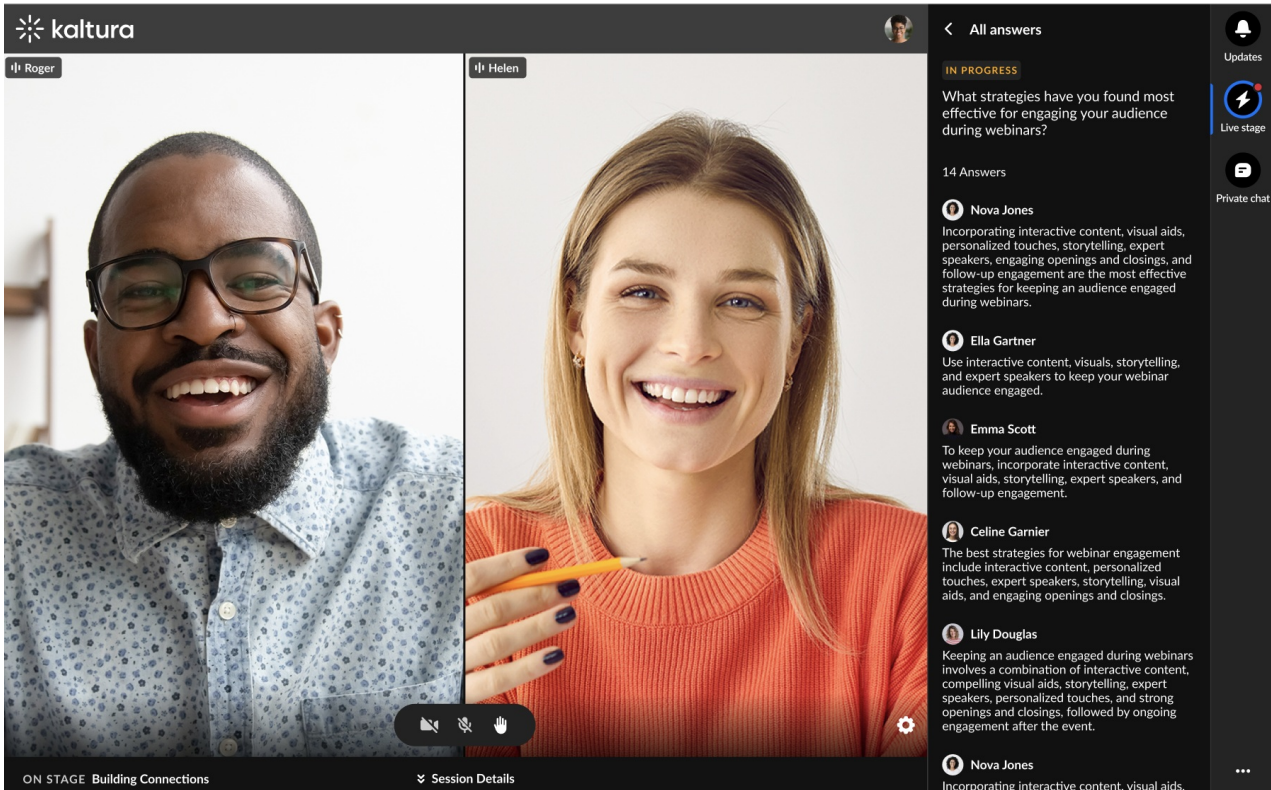 kaltura
Roger
Helen
ON STAGE Building Connections
Session Details
All answers
IN PROGRESS
What strategies have you found most
effective for engaging your audience
during webinars?
14 Answers
Nova Jones
Incorporating interactive content, visual aids,
personalized touches, storytelling, expert
speakers, engaging openings and closings, and
follow-up engagement are the most effective
strategies for keeping an audience engaged
during webinars.
Ella Gartner
Use interactive content, visuals, storytelling,
and expert speakers to keep your webinar
audience engaged.
Emma Scott
To keep your audience engaged during
webinars, incorporate interactive content,
visual aids, storytelling, expert speakers, and
follow-up engagement.
Celine Garnier
The best strategies for webinar engagement
include interactive content, personalized
touches, expert speakers, storytelling, visual
aids, and engaging openings and closings.
Lily Douglas
Keeping an audience engaged during webinars
involves a combination of interactive content,
compelling visual aids, storytelling, expert
speakers, personalized touches, and strong
openings and closings, followed by ongoing
engagement after the event.
Nova Jones
Incorporating interactive content, visual aids,
Updates
Live stage
Private chat